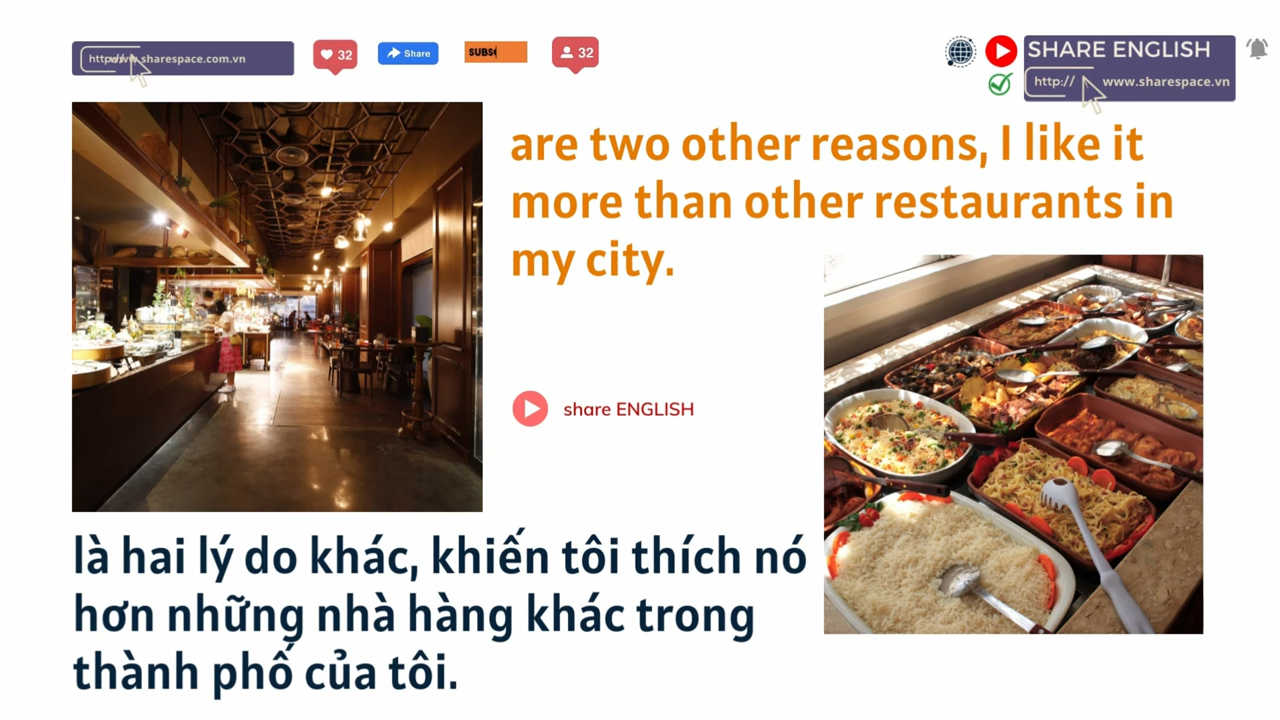 www.sharespace.com.vn
32
Share
SUBS
32
SHARE ENGLISH
http:// www.sharespace.vn
are two other reasons, I like it
more than other restaurants in
my city.
share ENGLISH
là hai lý do khác, khiến tôi thích nó
hơn những nhà hàng khác trong
thành phố của tôi.